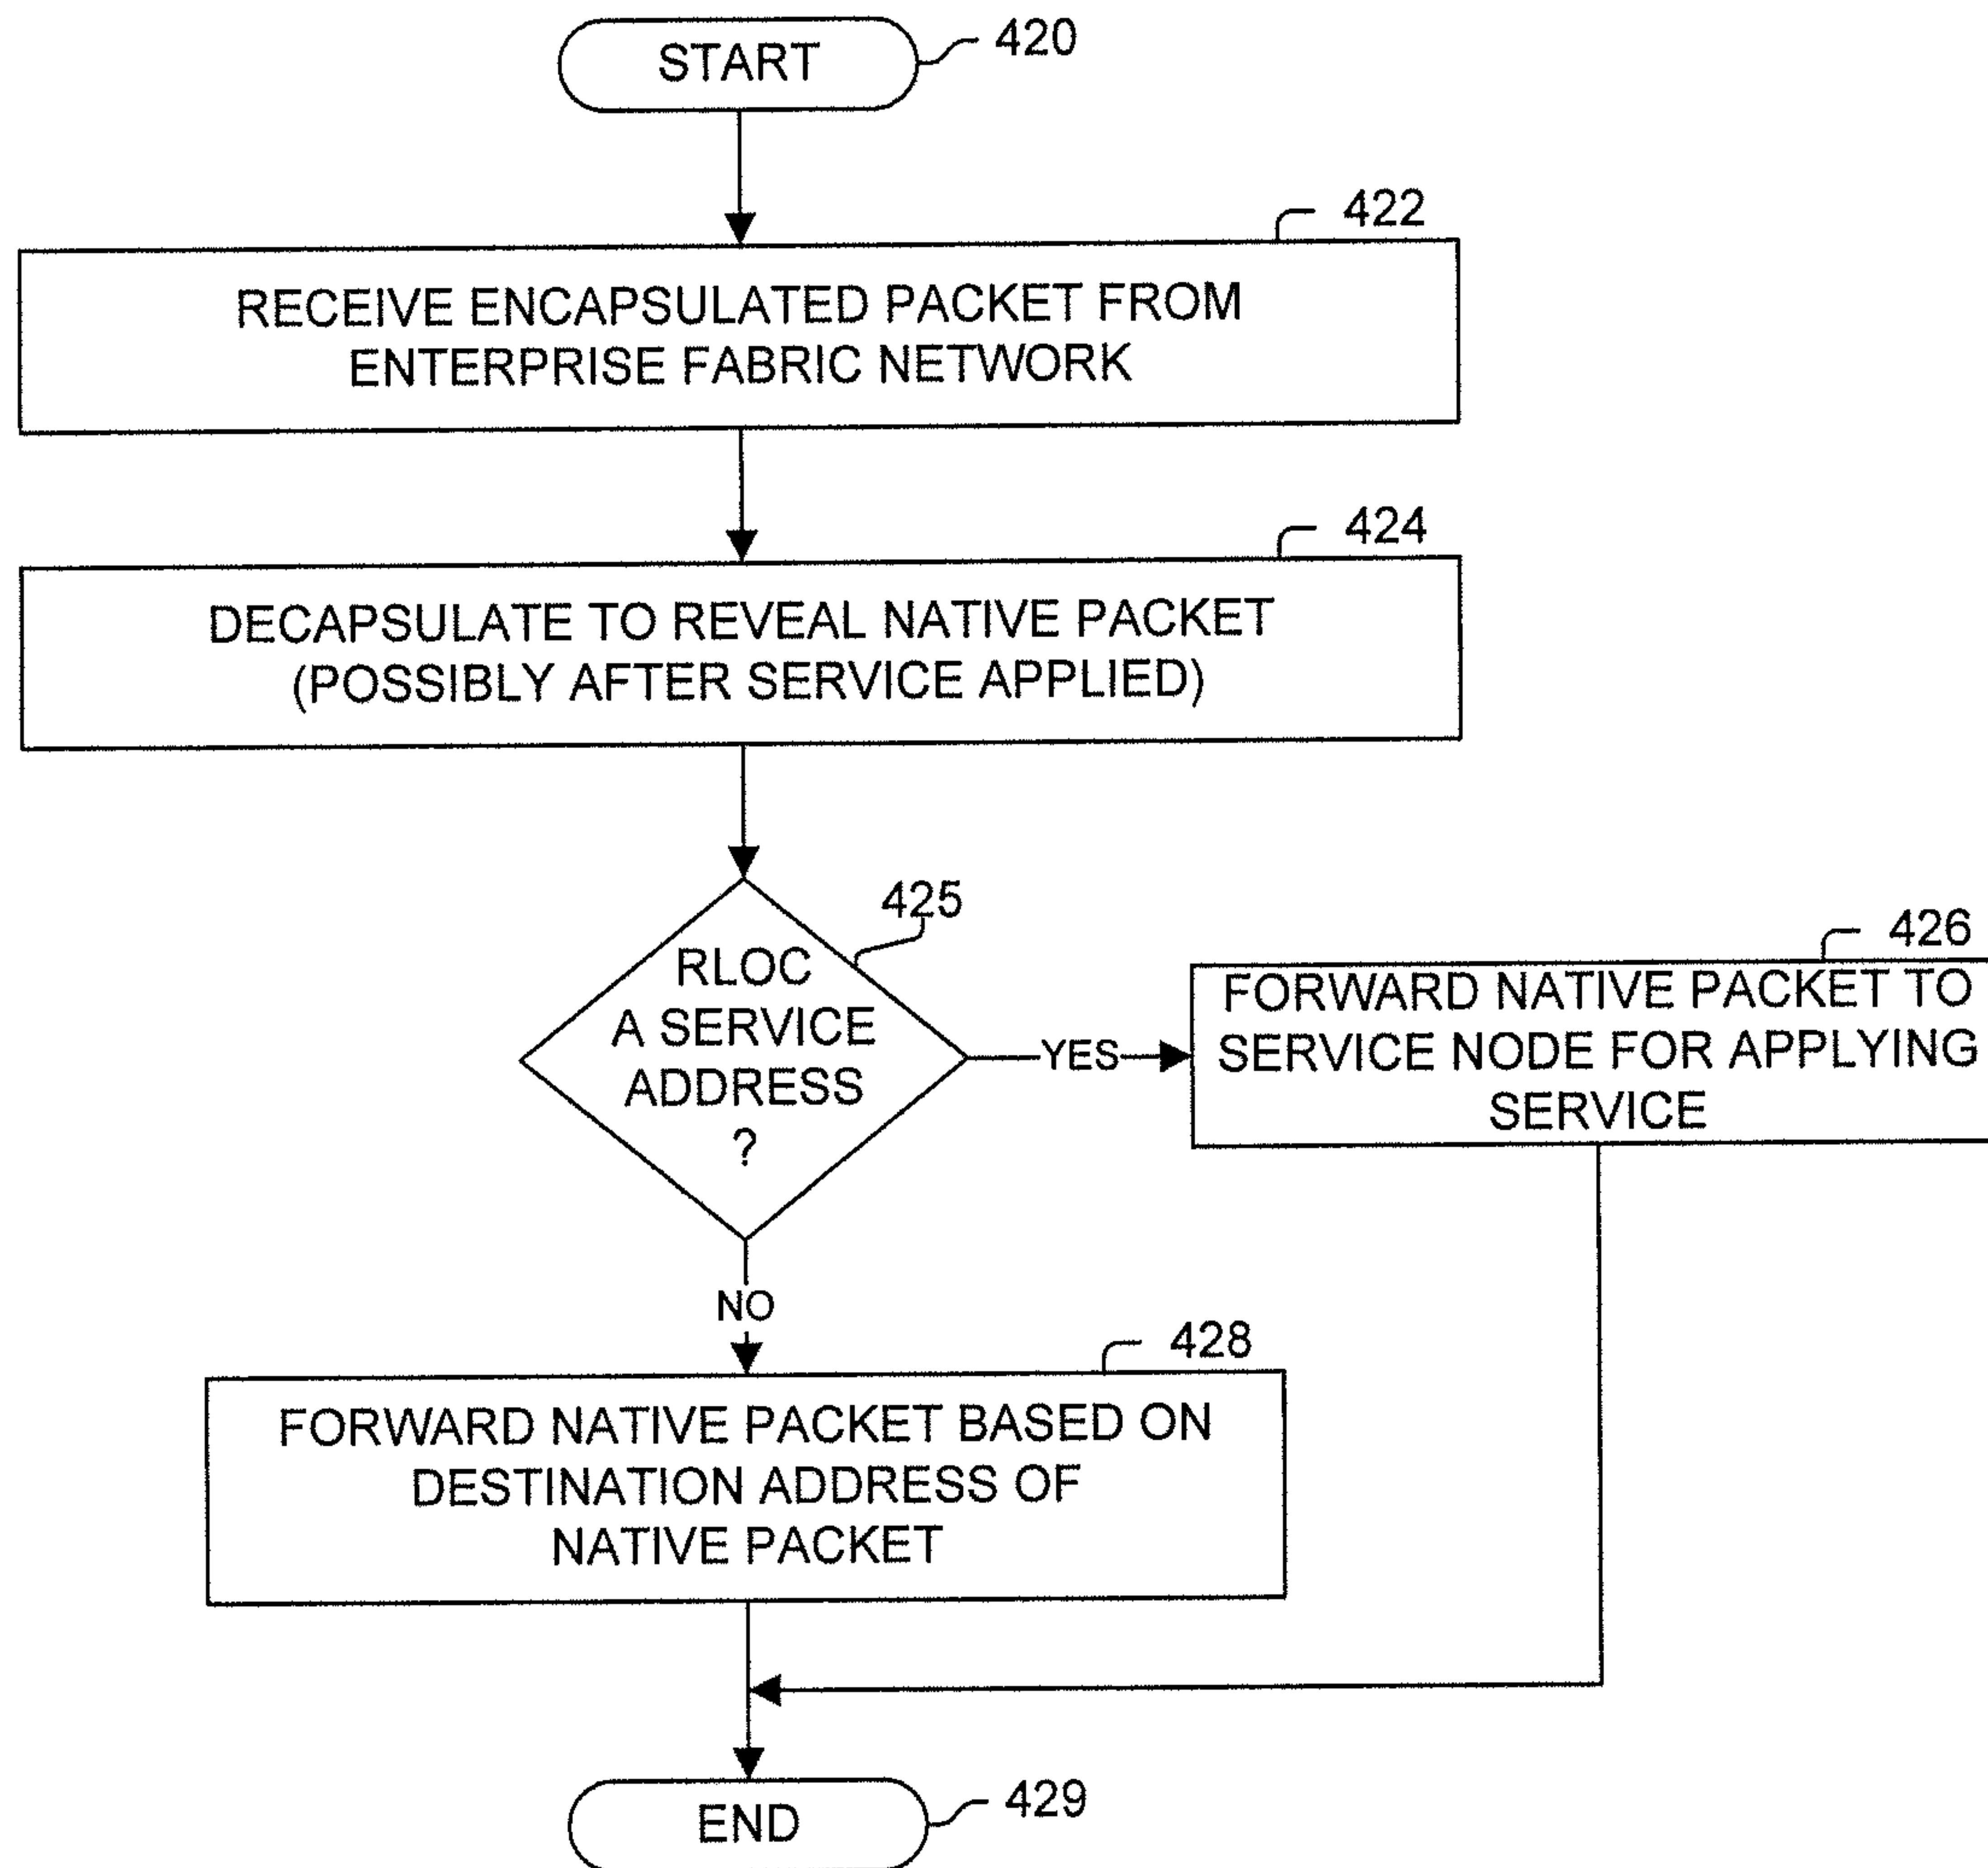 START
420
422
RECEIVE ENCAPSULATED PACKET FROM
ENTERPRISE FABRIC NETWORK
424
DECAPSULATE TO REVEAL NATIVE PACKET
(POSSIBLY AFTER SERVICE APPLIED)
425
RLOC
A SERVICE
ADDRESS
?
YES
426
FORWARD NATIVE PACKET TO
SERVICE NODE FOR APPLYING
SERVICE
NO
428
FORWARD NATIVE PACKET BASED ON
DESTINATION ADDRESS OF
NATIVE PACKET
END
429